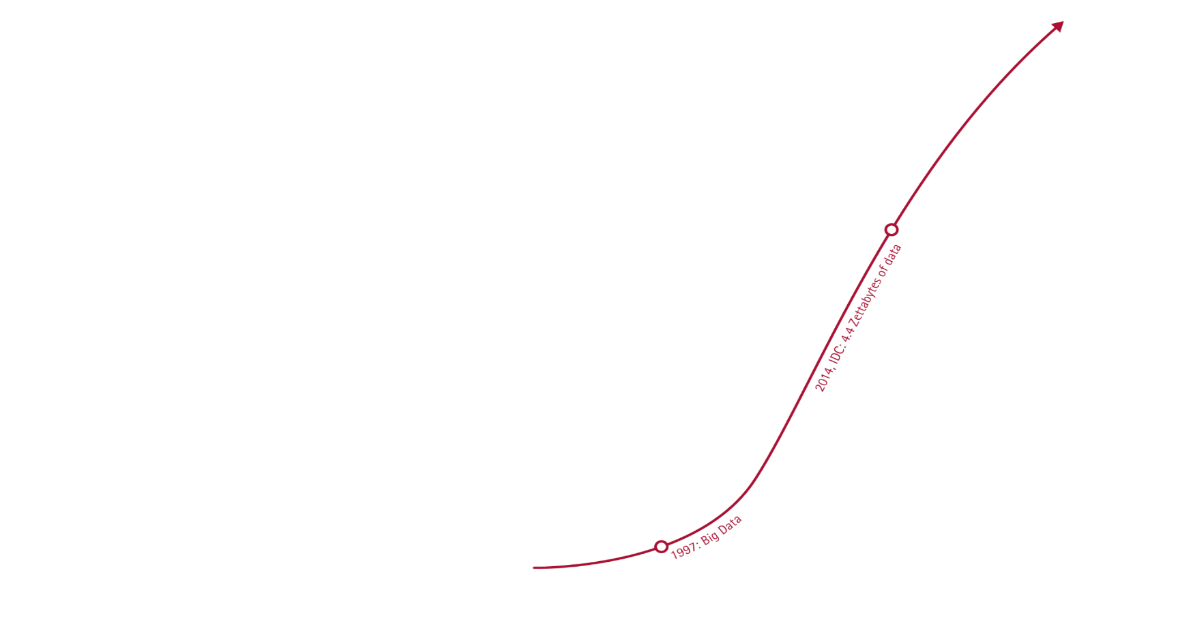 2014, IDC: 4.4 Zettabytes of data
1997: Big Data